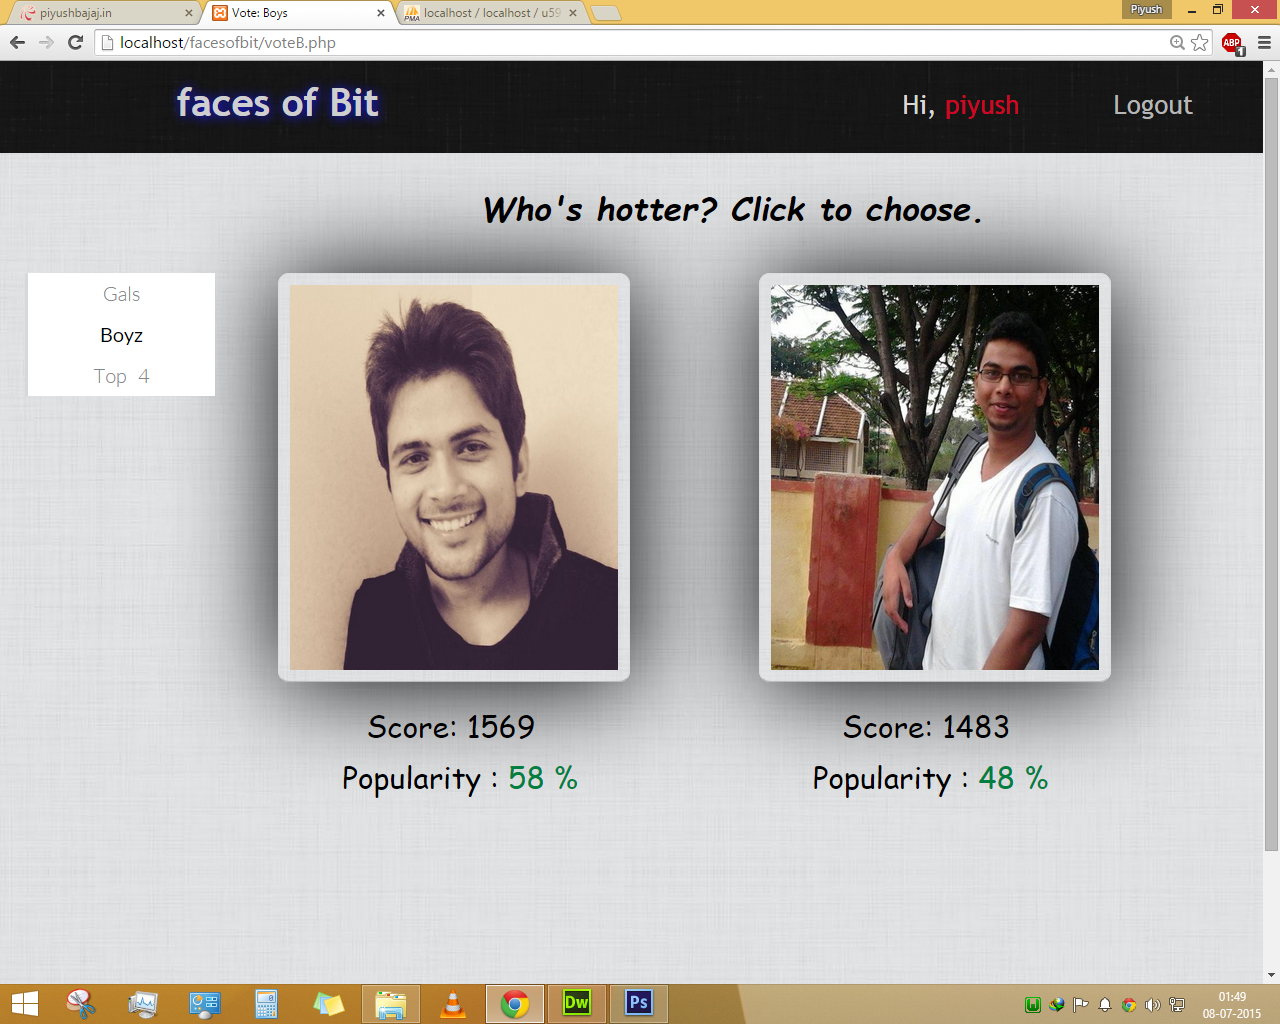 piyushbajaj.in
Vote: Boys
localhost / localhost / u59
Piyush
localhost/facesofbit/voteB.php
ABP
1
faces of Bit
Hi, piyush
Logout
Who's hotter? Click to choose.
Gals
Boyz
Top 4
Score: 1569
Score: 1483
Popularity : 58 %
Popularity : 48 %
Dw
Ps
01:49
08-07-2015